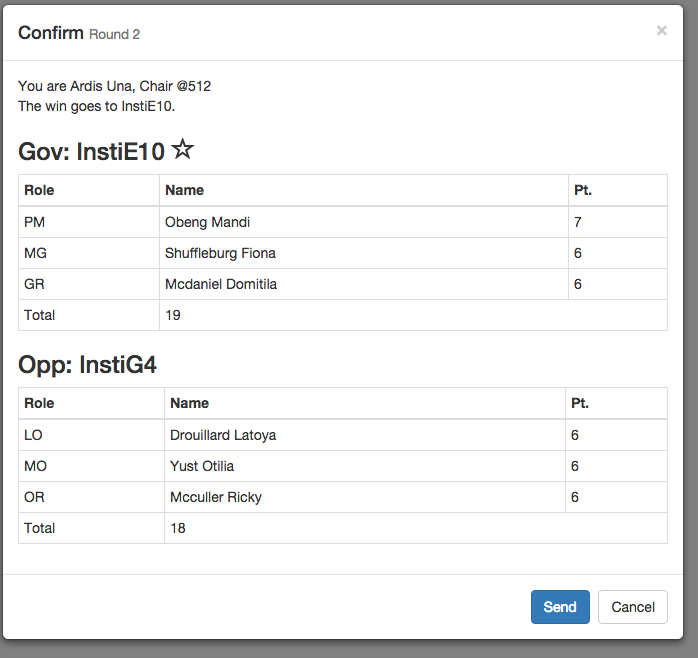 Confirm Round 2 ×
You are Ardis Una, Chair @512
The win goes to InstiE10.
Gov: InstiE10 ☆
Role Name Pt.
PM Obeng Mandi 7
MG Shuffleburg Fiona 6
GR Mcdaniel Domitila 6
Total 19
Opp: InstiG4
Role Name Pt.
LO Drouillard Latoya 6
MO Yust Otilia 6
OR Mcculler Ricky 6
Total 18
Send Cancel